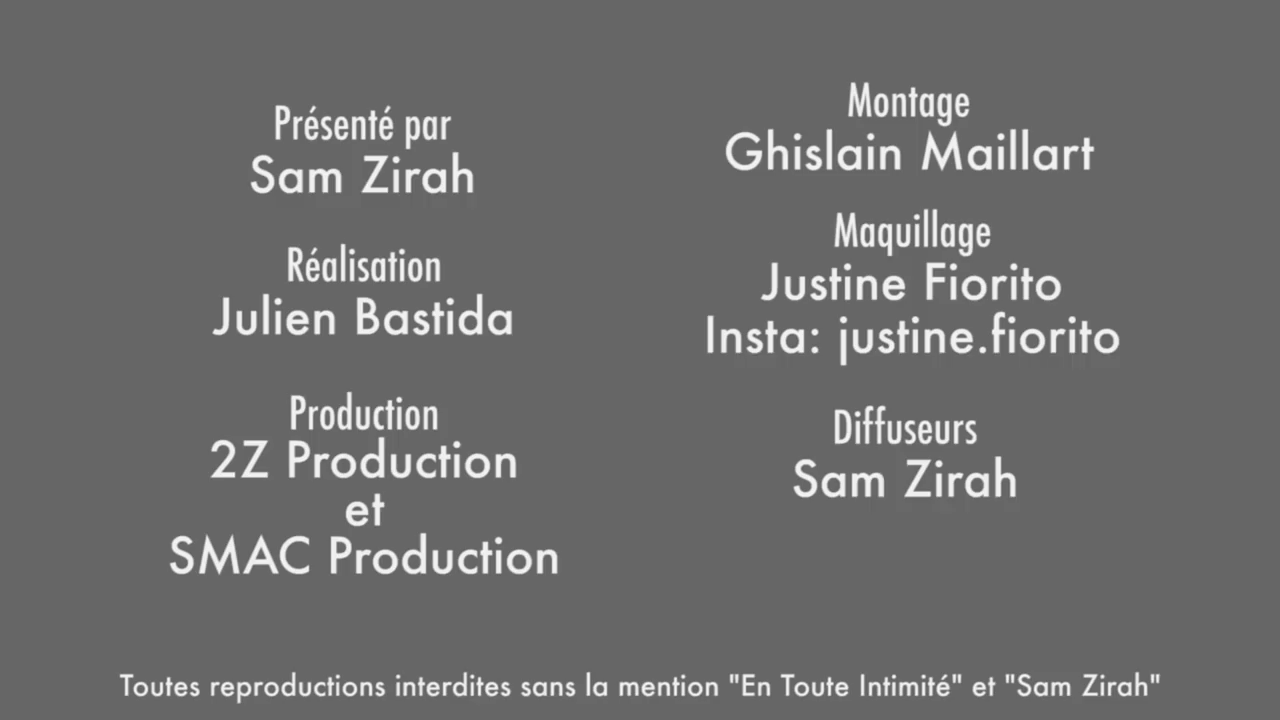 Présenté par
Sam Zirah
Réalisation
Julien Bastida
Production
2Z Production
et
SMAC Production
Montage
Ghislain Maillart
Maquillage
Justine Fiorito
Insta: justine.fiorito
Diffuseurs
Sam Zirah
Toutes reproductions interdites sans la mention "En Toute Intimité" et "Sam Zirah"